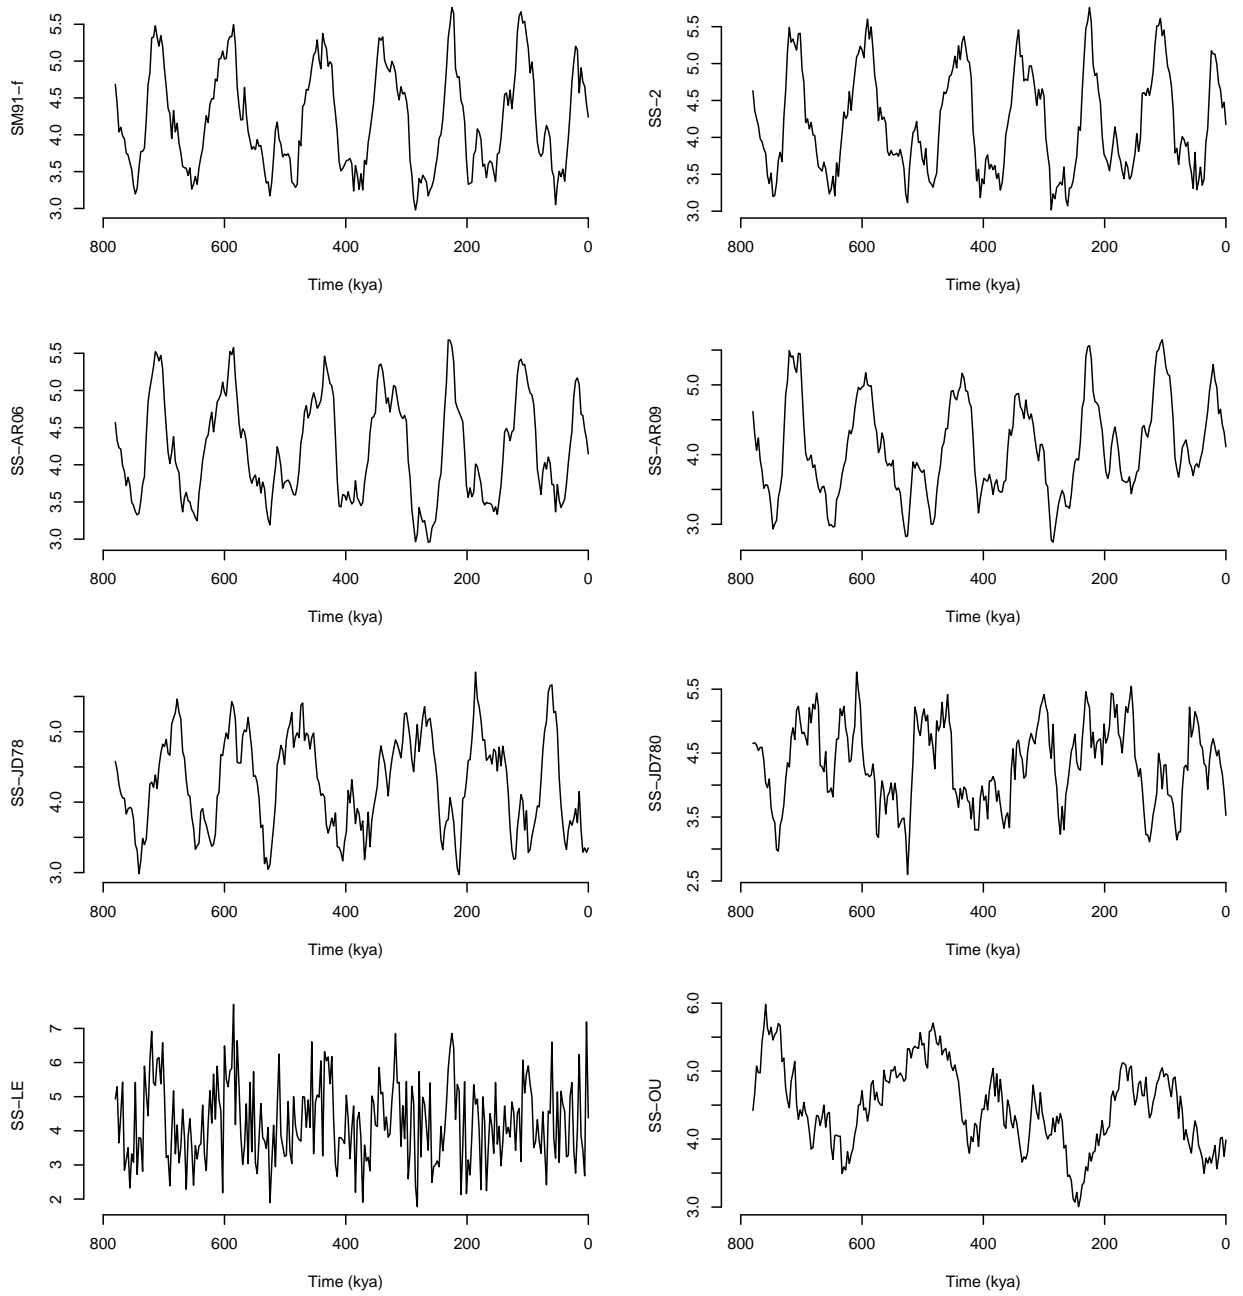 SM91−f
3.0 3.5 4.0 4.5 5.0 5.5
800 600 400 200 0
Time (kya)
SS−2
3.0 3.5 4.0 4.5 5.0 5.5
800 600 400 200 0
Time (kya)
SS−AR06
3.0 3.5 4.0 4.5 5.0 5.5
800 600 400 200 0
Time (kya)
SS−AR09
3.0 4.0 5.0
800 600 400 200 0
Time (kya)
SS−JD78
3.0 4.0 5.0
800 600 400 200 0
Time (kya)
SS−JD780
2.5 3.5 4.5 5.5
800 600 400 200 0
Time (kya)
SS−LE
2 3 4 5 6 7
800 600 400 200 0
Time (kya)
SS−OU
3.0 4.0 5.0 6.0
800 600 400 200 0
Time (kya)